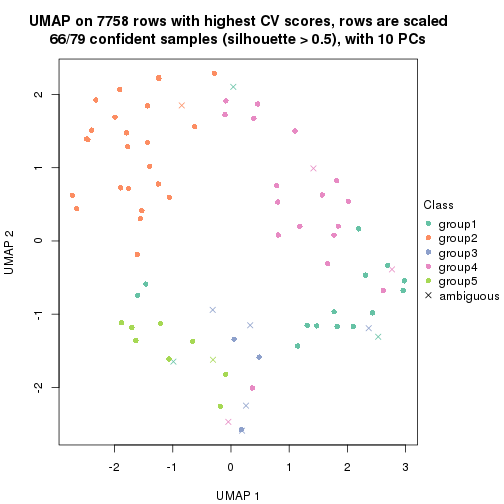 UMAP on 7758 rows with highest CV scores, rows are scaled
66/79 confident samples (silhouette > 0.5), with 10 PCs
2
1
0
-1
-2
UMAP 2
-2
-1
0
1
2
3
UMAP 1
Class
group1
group2
group3
group4
group5
ambiguous